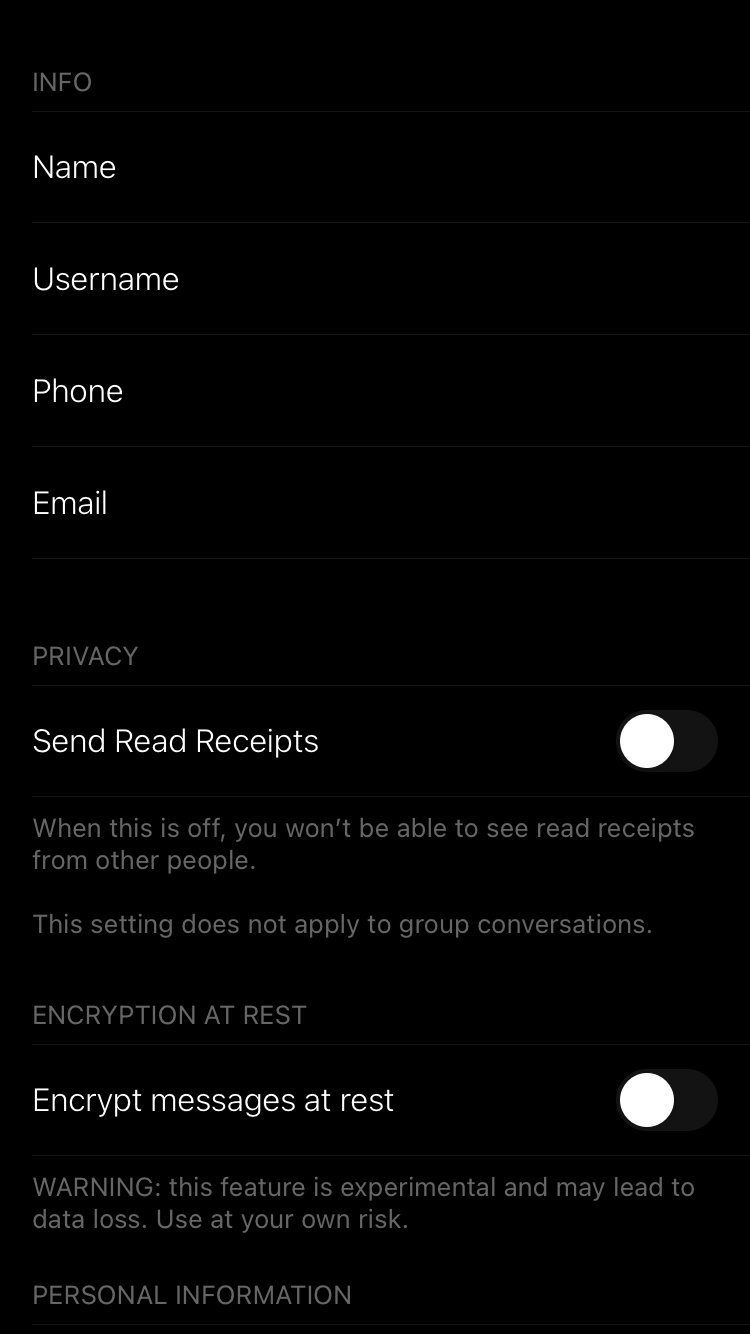 INFO
Name
Username
Phone
Email
PRIVACY
Send Read Receipts
When this is off, you won’t be able to see read receipts
from other people.
This setting does not apply to group conversations.
ENCRYPTION AT REST
Encrypt messages at rest
WARNING: this feature is experimental and may lead to
data loss. Use at your own risk.
PERSONAL INFORMATION